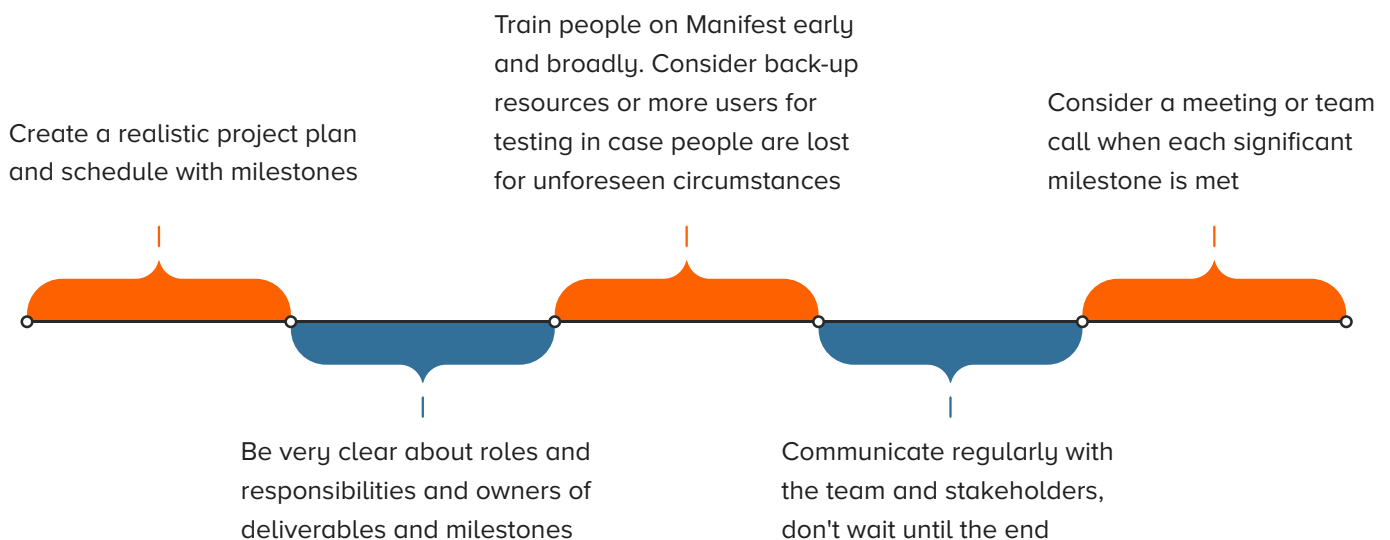 Create a realistic project plan
and schedule with milestones
Be very clear about roles and
responsibilities and owners of
deliverables and milestones
Train people on Manifest early
and broadly. Consider back-up
resources or more users for
testing in case people are lost
for unforeseen circumstances
Communicate regularly with
the team and stakeholders,
don't wait until the end
Consider a meeting or team
call when each significant
milestone is met